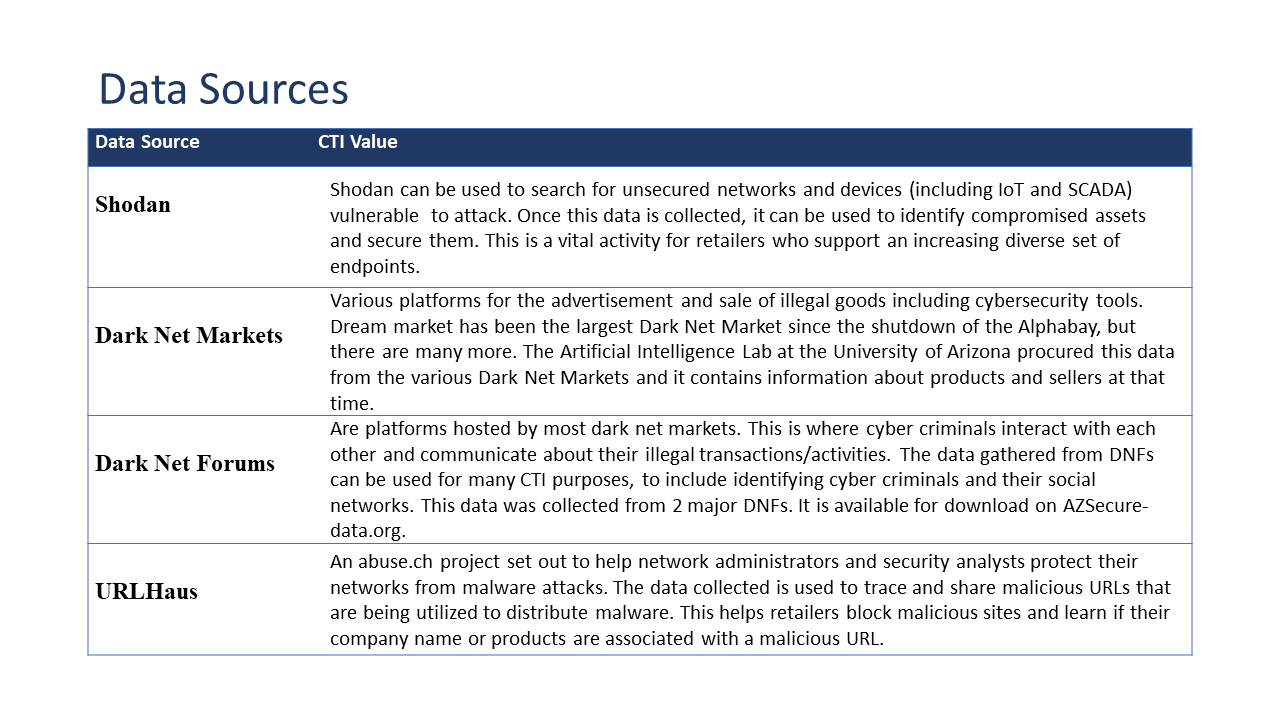 Data Sources
Data Source CTI Value
Shodan
Shodan can be used to search for unsecured networks and devices (including IoT and SCADA)
vulnerable  to attack. Once this data is collected, it can be used to identify compromised assets
and secure them. This is a vital activity for retailers who support an increasing diverse set of
endpoints.
Dark Net Markets
Various platforms for the advertisement and sale of illegal goods including cybersecurity tools.
Dream market has been the largest Dark Net Market since the shutdown of the Alphabay, but
there are many more. The Artificial Intelligence Lab at the University of Arizona procured this data
from the various Dark Net Markets and it contains information about products and sellers at that
time.
Dark Net Forums
Are platforms hosted by most dark net markets. This is where cyber criminals interact with each
other and communicate about their illegal transactions/activities.  The data gathered from DNFs
can be used for many CTI purposes, to include identifying cyber criminals and their social
networks. This data was collected from 2 major DNFs. It is available for download on AZSecure-
data.org.
URLHaus
An abuse.ch project set out to help network administrators and security analysts protect their
networks from malware attacks. The data collected is used to trace and share malicious URLs that
are being utilized to distribute malware. This helps retailers block malicious sites and learn if their
company name or products are associated with a malicious URL.